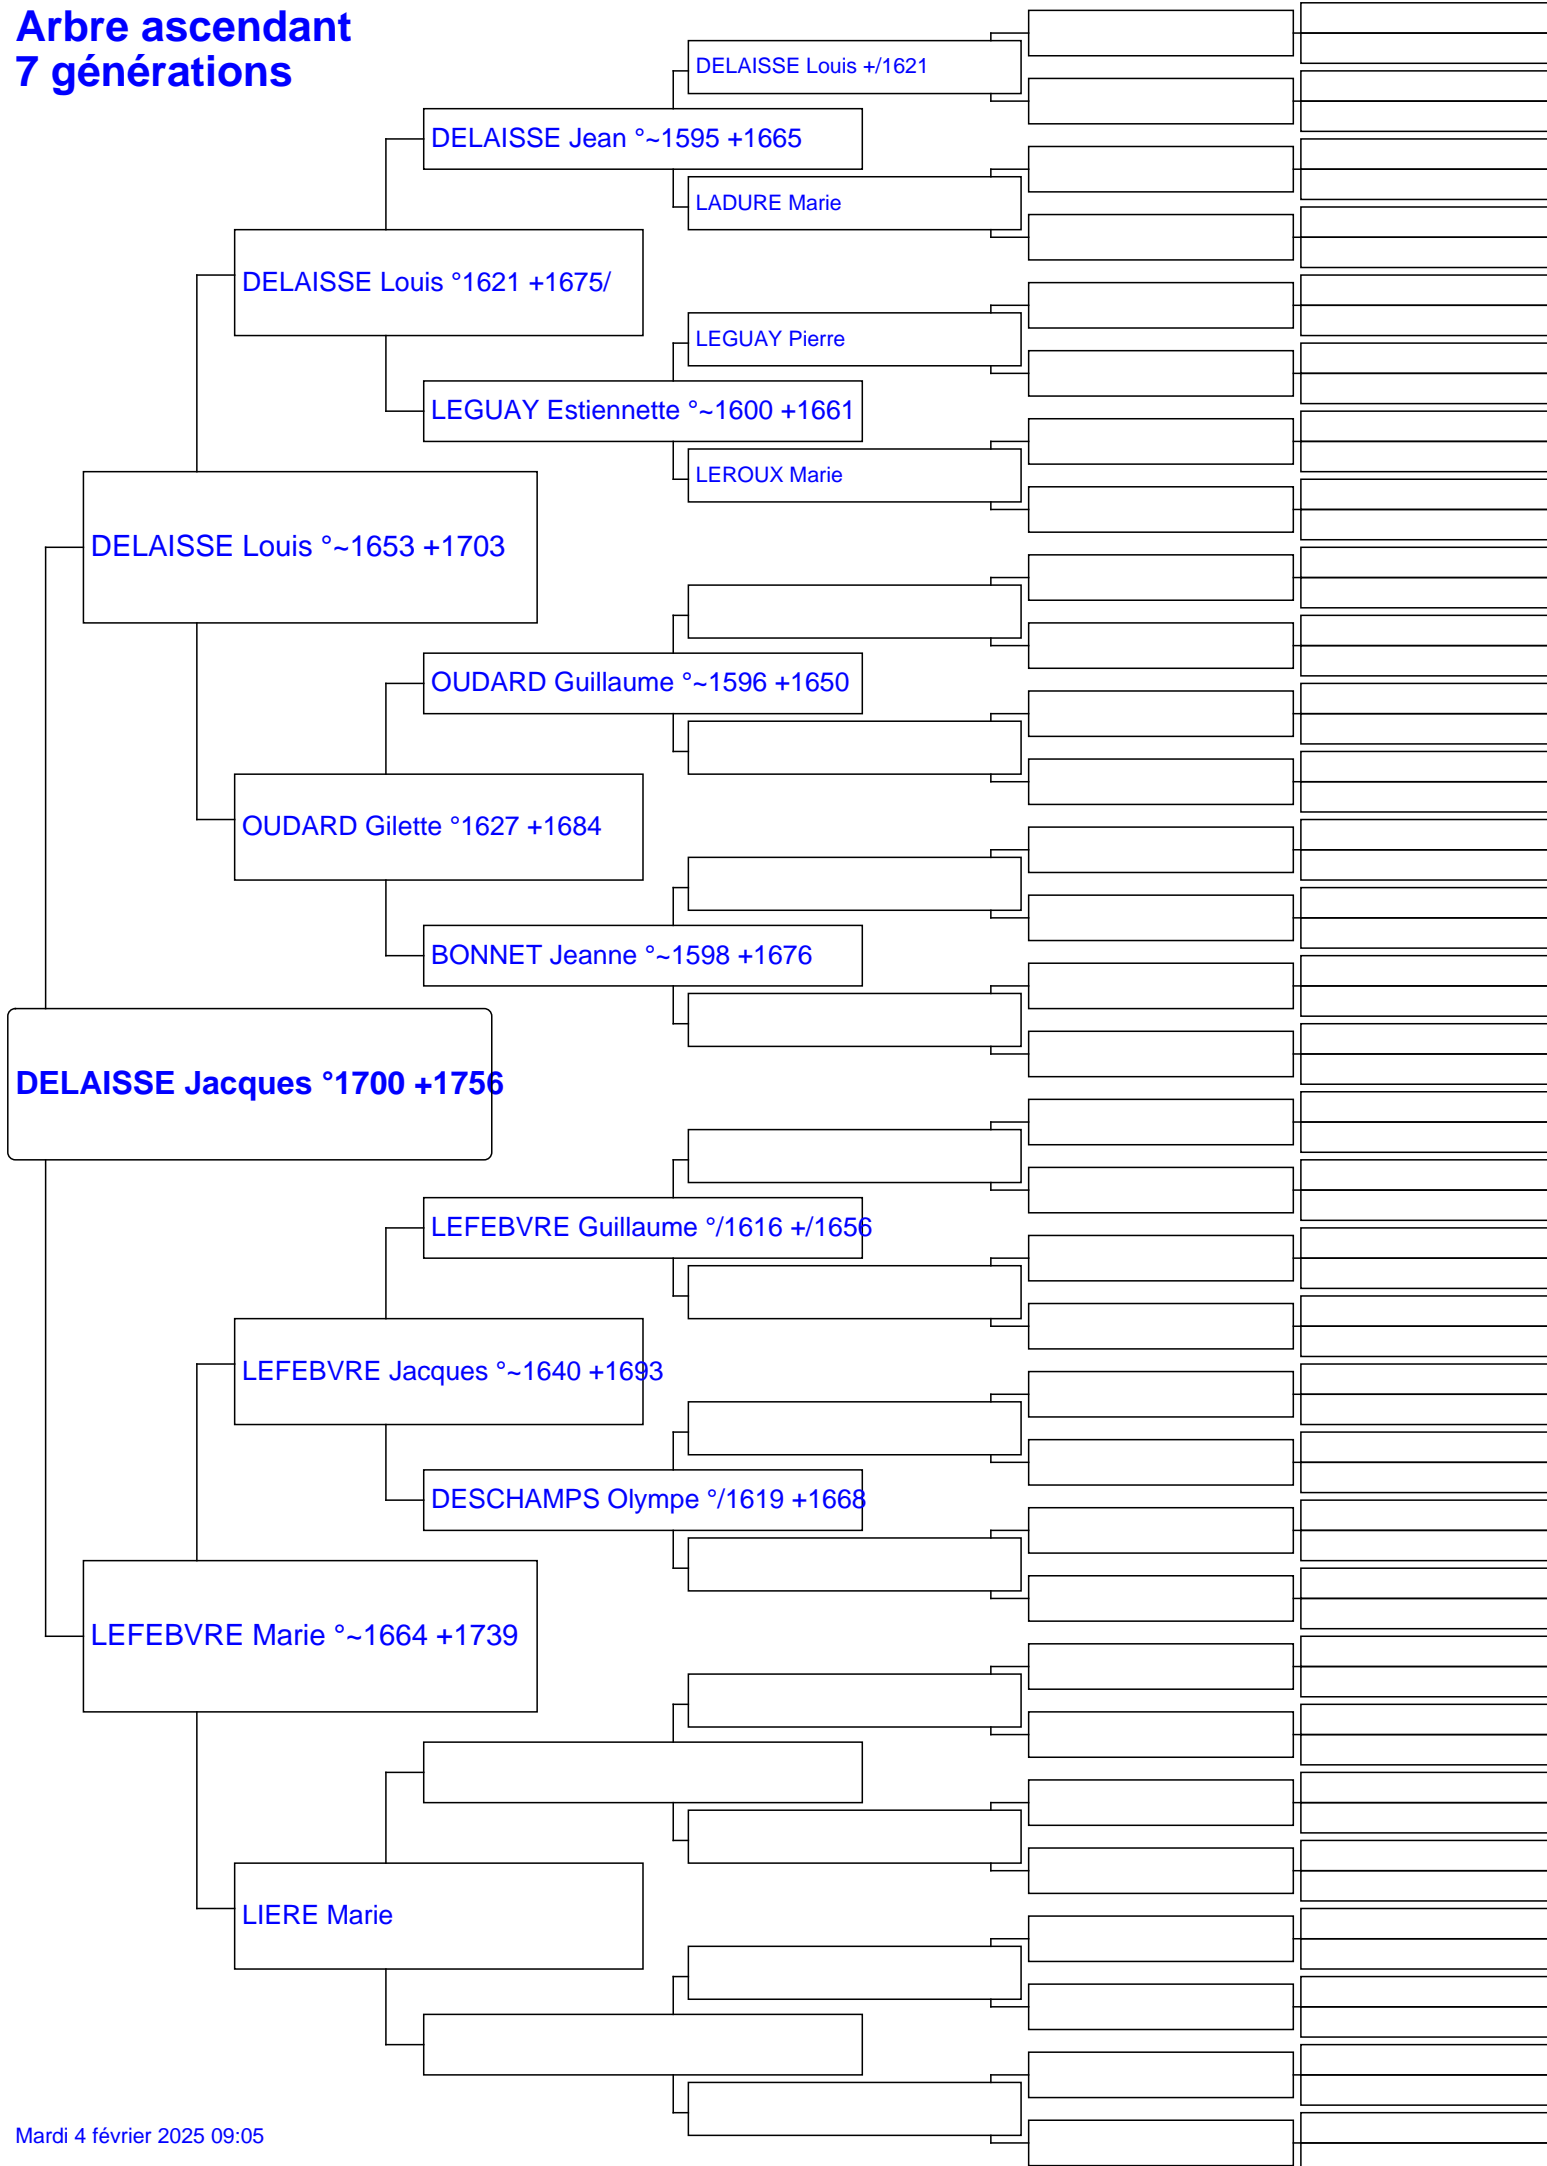 Arbre ascendant
7 générations
DELAISSE Louis +/1621
DELAISSE Jean °~1595 +1665
LADURE Marie
DELAISSE Louis °1621 +1675/
LEGUAY Pierre
LEGUAY Estiennette °~1600 +1661
LEROUX Marie
DELAISSE Louis °~1653 +1703
OUDARD Guillaume °~1596 +1650
OUDARD Gilette °1627 +1684
BONNET Jeanne °~1598 +1676
DELAISSE Jacques °1700 +1756
LEFEBVRE Guillaume °/1616 +/1656
LEFEBVRE Jacques °~1640 +1693
DESCHAMPS Olympe °/1619 +1668
LEFEBVRE Marie °~1664 +1739
LIERE Marie
Mardi 4 février 2025 09:05